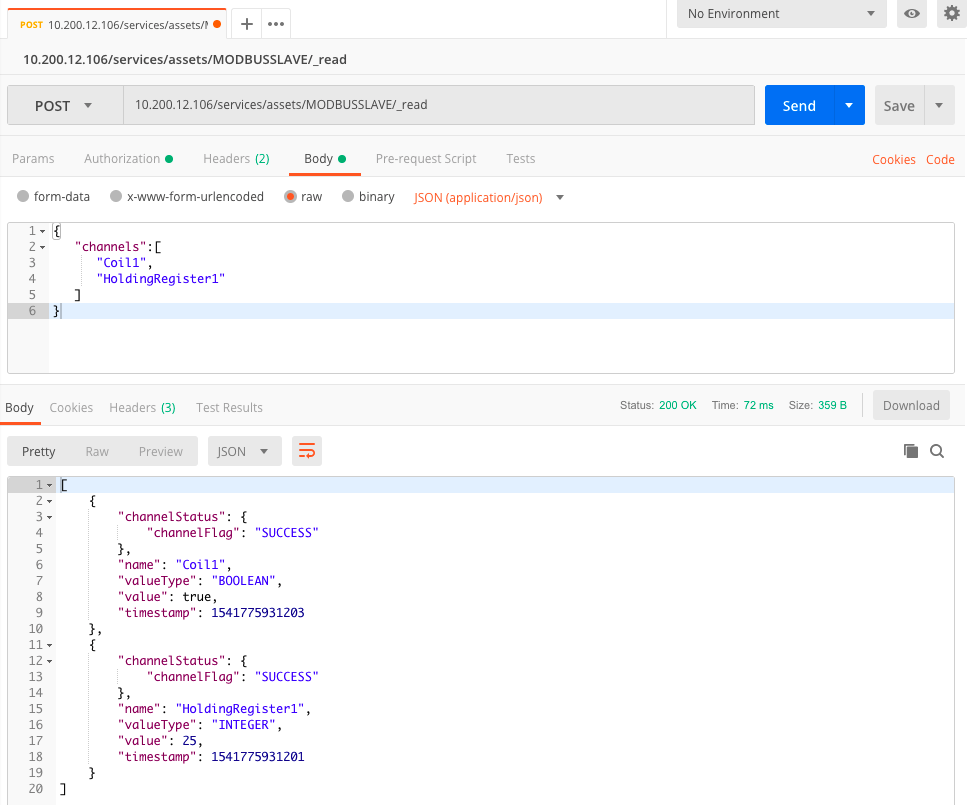 POST 10.200.12.106/services/assets/M
No Environment
10.200.12.106/services/assets/MODBUSSLAVE/_read
POST 10.200.12.106/services/assets/MODBUSSLAVE/_read Send Save
Params Authorization Headers (2) Body Pre-request Script Tests Cookies Code
form-data x-www-form-urlencoded raw binary JSON (application/json)
1 {
2 "channels":[
3 "Coil1",
4 "HoldingRegister1"
5 ]
6 }
Body Cookies Headers (3) Test Results Status: 200 OK Time: 72 ms Size: 359 B Download
Pretty Raw Preview JSON
1 [
2 {
3 "channelStatus": {
4 "channelFlag": "SUCCESS"
5 },
6 "name": "Coil1",
7 "valueType": "BOOLEAN",
8 "value": true,
9 "timestamp": 1541775931203
10 },
11 {
12 "channelStatus": {
13 "channelFlag": "SUCCESS"
14 },
15 "name": "HoldingRegister1",
16 "valueType": "INTEGER",
17 "value": 25,
18 "timestamp": 1541775931201
19 }
20 ]